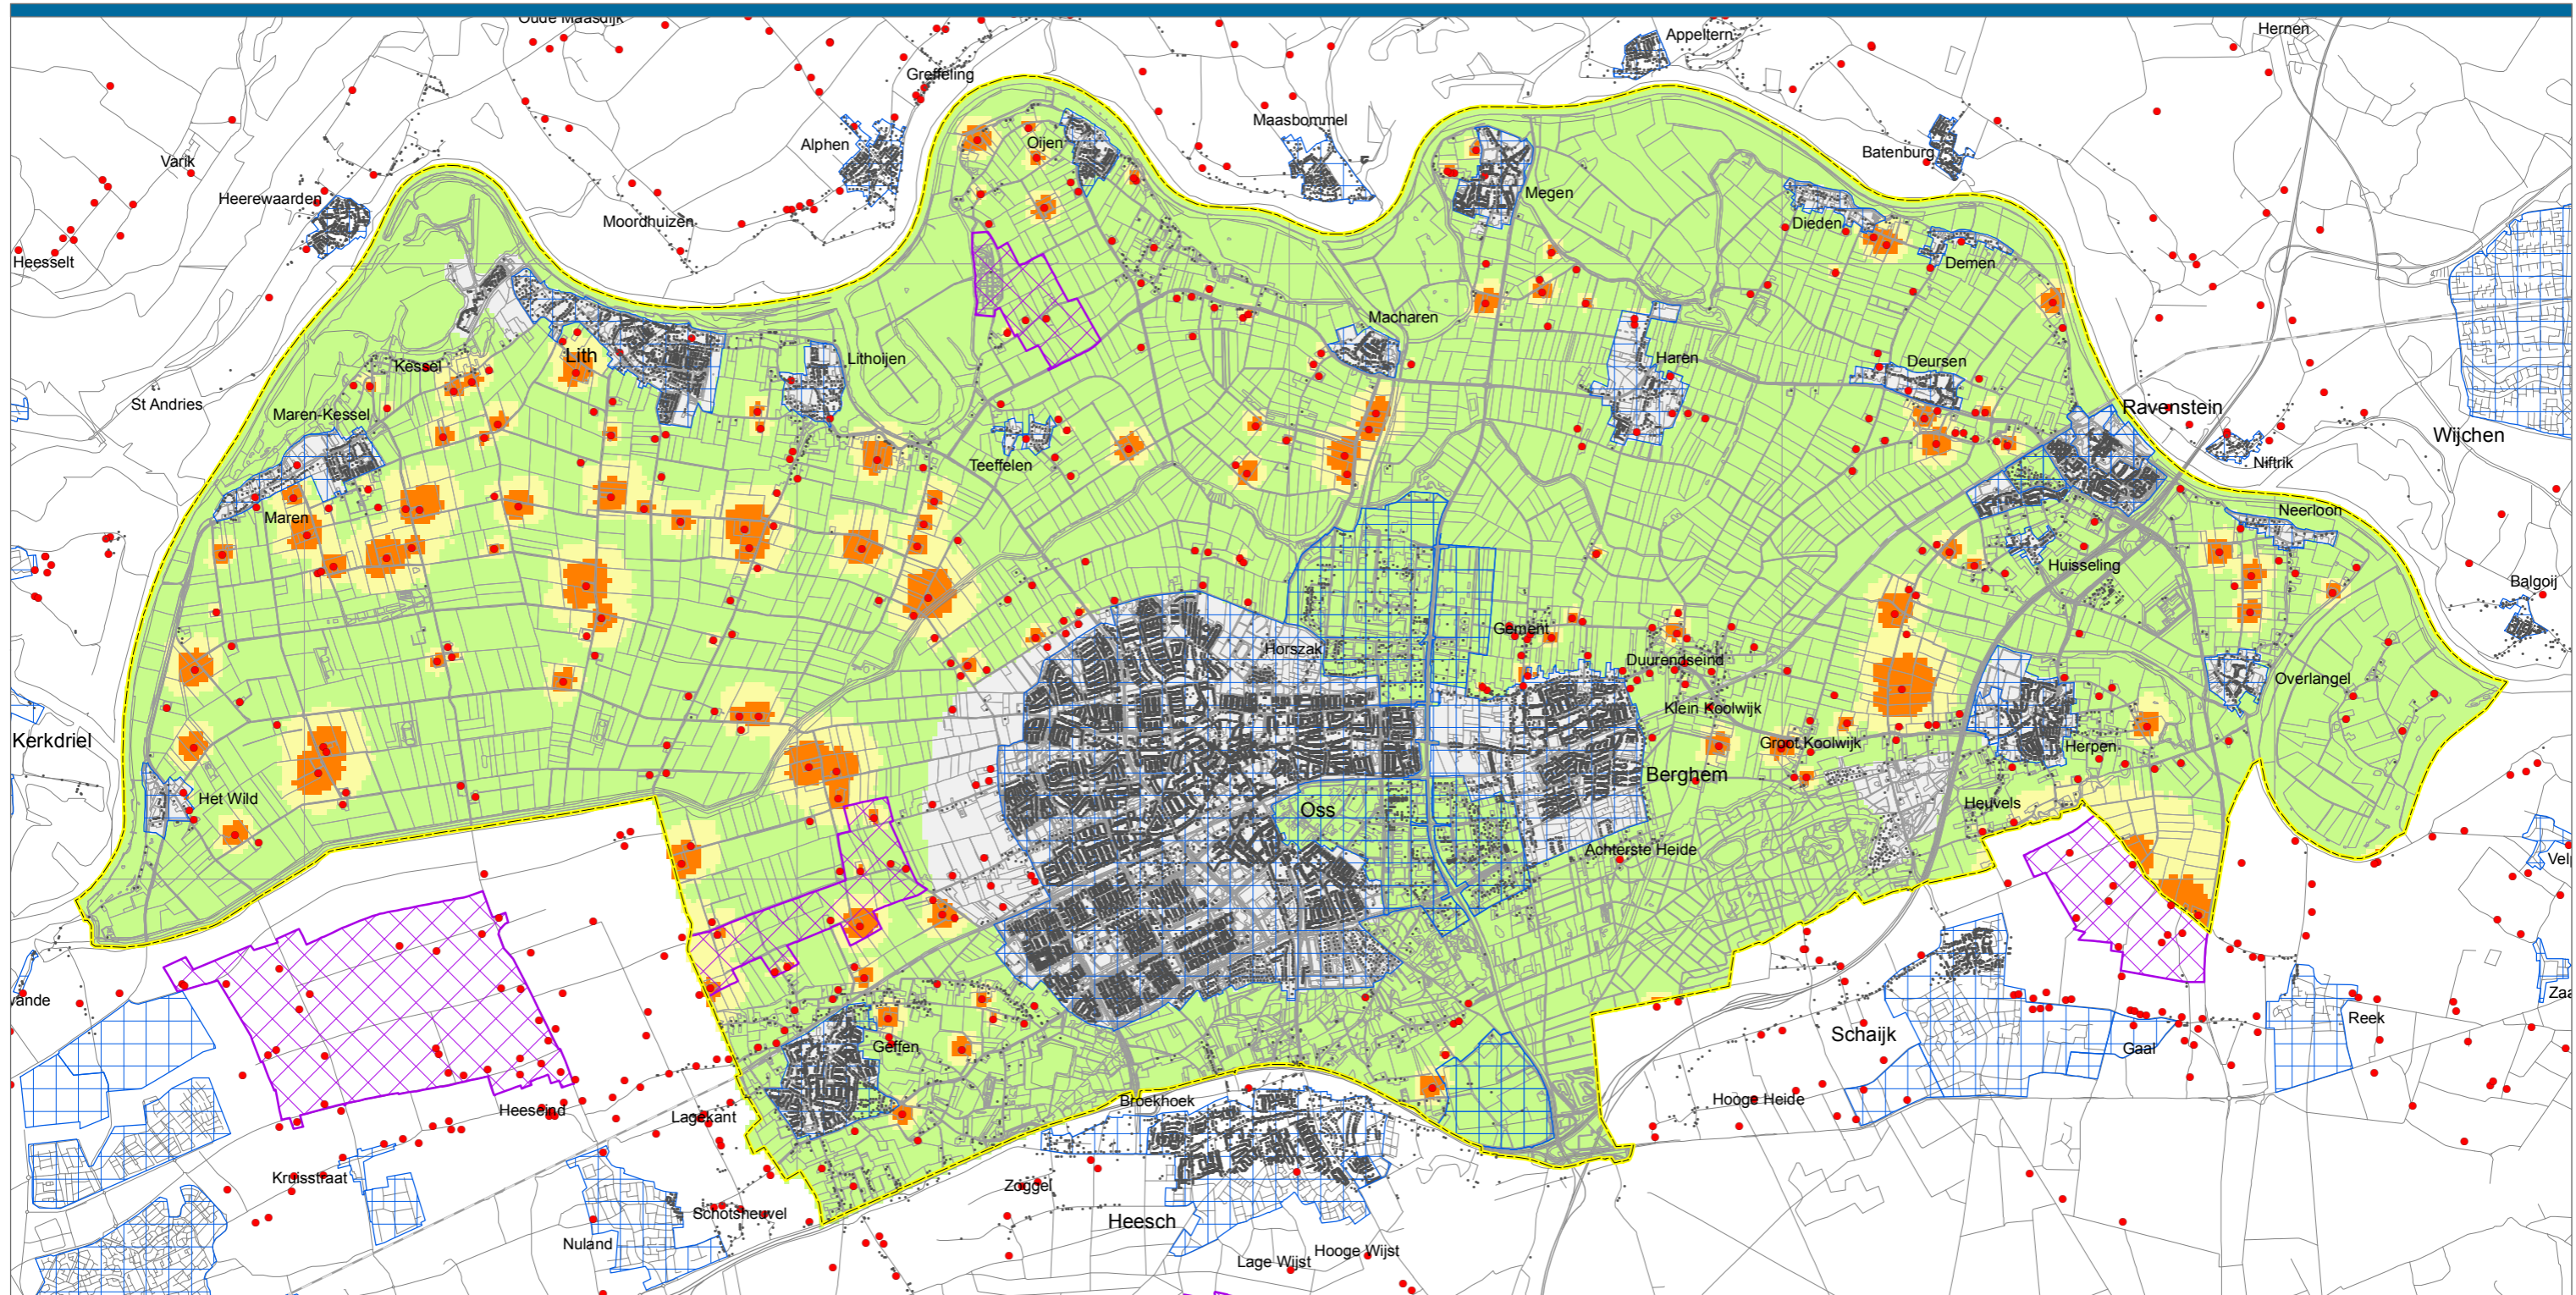 Oude Maasdijk
Appeltern
Hernen
Greffeling
Maasbommel
Alphen
Oijen
Batenburg
Varik
Heerewaarden
Megen
Moordhuizen
Dieden
Heesselt
Demen
Macharen
Lith
Lithoijen
Haren
Deursen
Kessel
St Andries
Maren-Kessel
Ravenstein
Wijchen
Teeffelen
Niftrik
Maren
Neerloon
Huisseling
Balgoij
Gement
Horszak
Duurendseind
Overlangel
Klein Koolwijk
Kerkdriel
Groot Koolwijk
Herpen
Berghem
Het Wild
Oss
Heuvels
Achterste Heide
Vel
vande
Zaa
Reek
Schaijk
Geffen
Gaal
Hooge Heide
Broekhoek
Heeseind
Lagekant
Kruisstraat
Zoggel
Schotsheuvel
Heesch
Nuland
Hooge Wijst
Lage Wijst